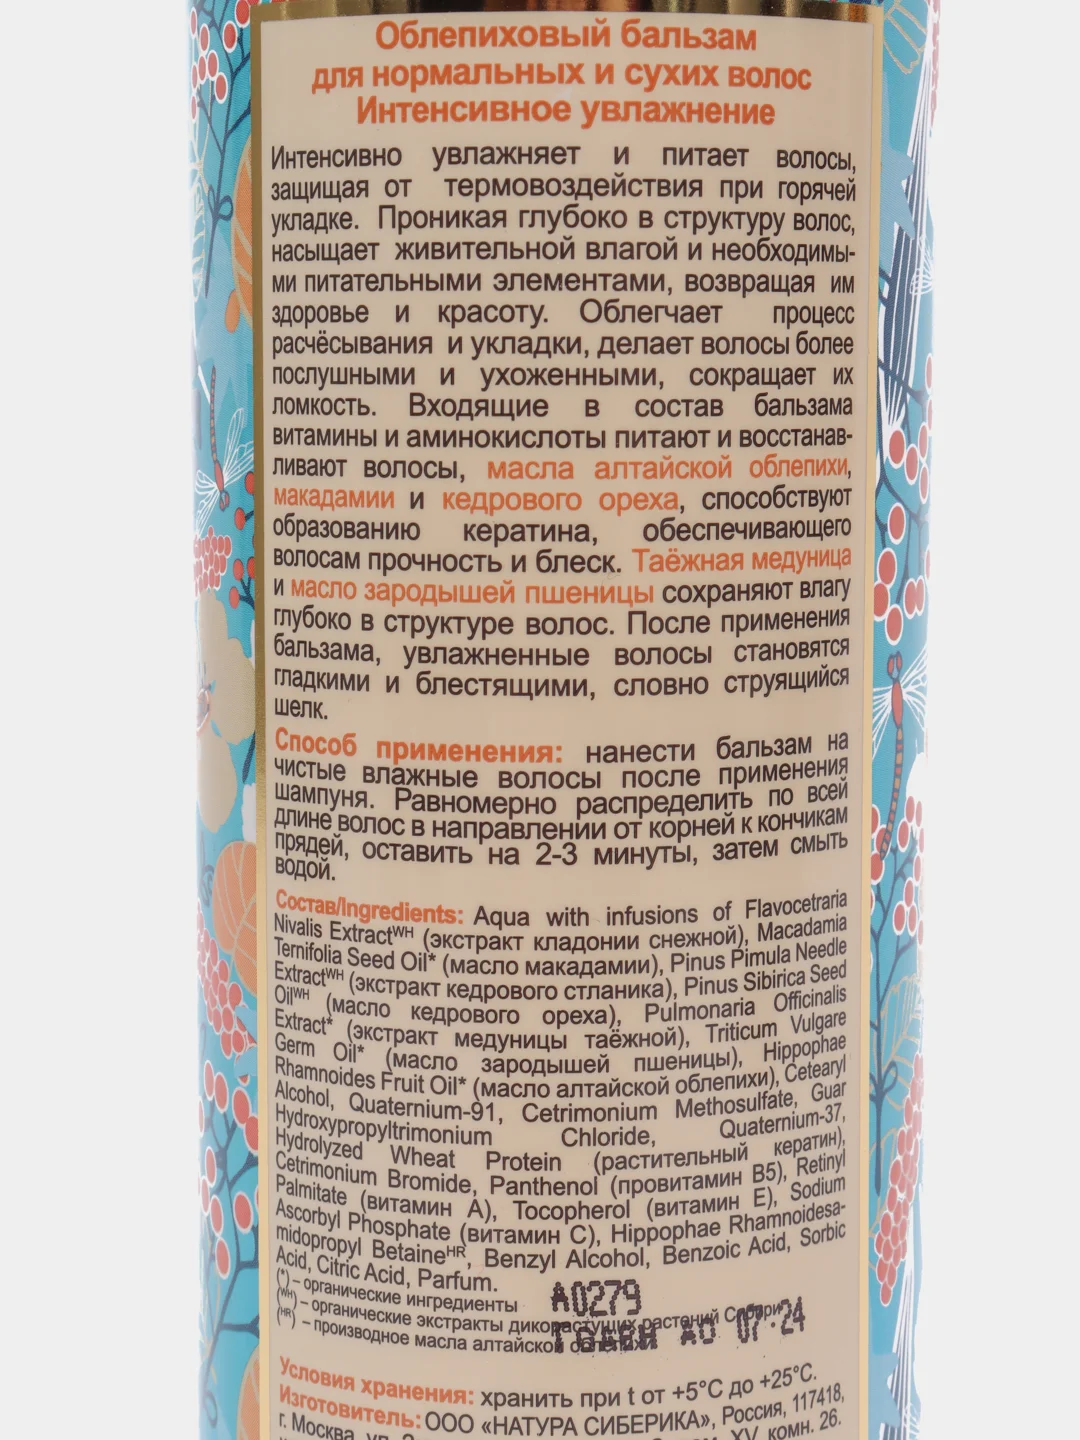 Облепиховый бальзам
для нормальных и сухих волос
Интенсивное увлажнение
Интенсивно увлажняет и питает волосы,
защищая от термовоздействия при горячей
укладке. Проникая глубоко в структуру волос,
насыщает живительной влагой и необходимы-
ми питательными элементами, возвращая им
здоровье и красоту. Облегчает процесс
расчёсывания и укладки, делает волосы более
послушными и ухоженными, сокращает их
ломкость. Входящие в состав бальзама
витамины и аминокислоты питают и восстанав-
ливают волосы, масла алтайской облепихи,
макадамии и кедрового ореха, способствуют
образованию кератина, обеспечивающего
волосам прочность и блеск. Таёжная медуница
и масло зародышей пшеницы сохраняют влагу
глубоко в структуре волос. После применения
бальзама, увлажненные волосы становятся
гладкими и блестящими, словно струящийся
шелк.
Способ применения: нанести бальзам на
чистые влажные волосы после применения
шампуня. Равномерно распределить по всей
длине волос в направлении от корней к кончикам
прядей, оставить на 2-3 минуты, затем смыть
водой.
Состав/Ingredients: Aqua with infusions of Flavocetraria
Nivalis Extract^WH (экстракт кладонии снежной), Macadamia
Ternifolia Seed Oil* (масло макадамии), Pinus Pimula Needle
Extract^WH (экстракт кедрового стланика), Pinus Sibirica Seed
Oil^WH (масло кедрового ореха), Pulmonaria Officinalis
Extract* (экстракт медуницы таёжной), Triticum Vulgare
Germ Oil* (масло зародышей пшеницы), Hippophae
Rhamnoides Fruit Oil* (масло алтайской облепихи), Cetearyl
Alcohol, Quaternium-91, Cetrimonium Methosulfate, Guar
Hydroxypropyltrimonium Chloride, Quaternium-37,
Hydrolyzed Wheat Protein (растительный кератин),
Cetrimonium Bromide, Panthenol (провитамин B5), Retinyl
Palmitate (витамин A), Tocopherol (витамин E), Sodium
Ascorbyl Phosphate (витамин C), Hippophae Rhamnoidesa-
midopropyl Betaine^HR, Benzyl Alcohol, Benzoic Acid, Sorbic
Acid, Citric Acid, Parfum.
(*) – органические ингредиенты
(WH) – органические экстракты дикорастущих растений Сибири
(HR) – производное масла алтайской облепихи
A0279
ГОДЕН ДО 07.24
Условия хранения: хранить при t от +5°C до +25°C.
Изготовитель: ООО «НАТУРА СИБЕРИКА», Россия, 117418,
г. Москва, ул.
XV, комн. 26.